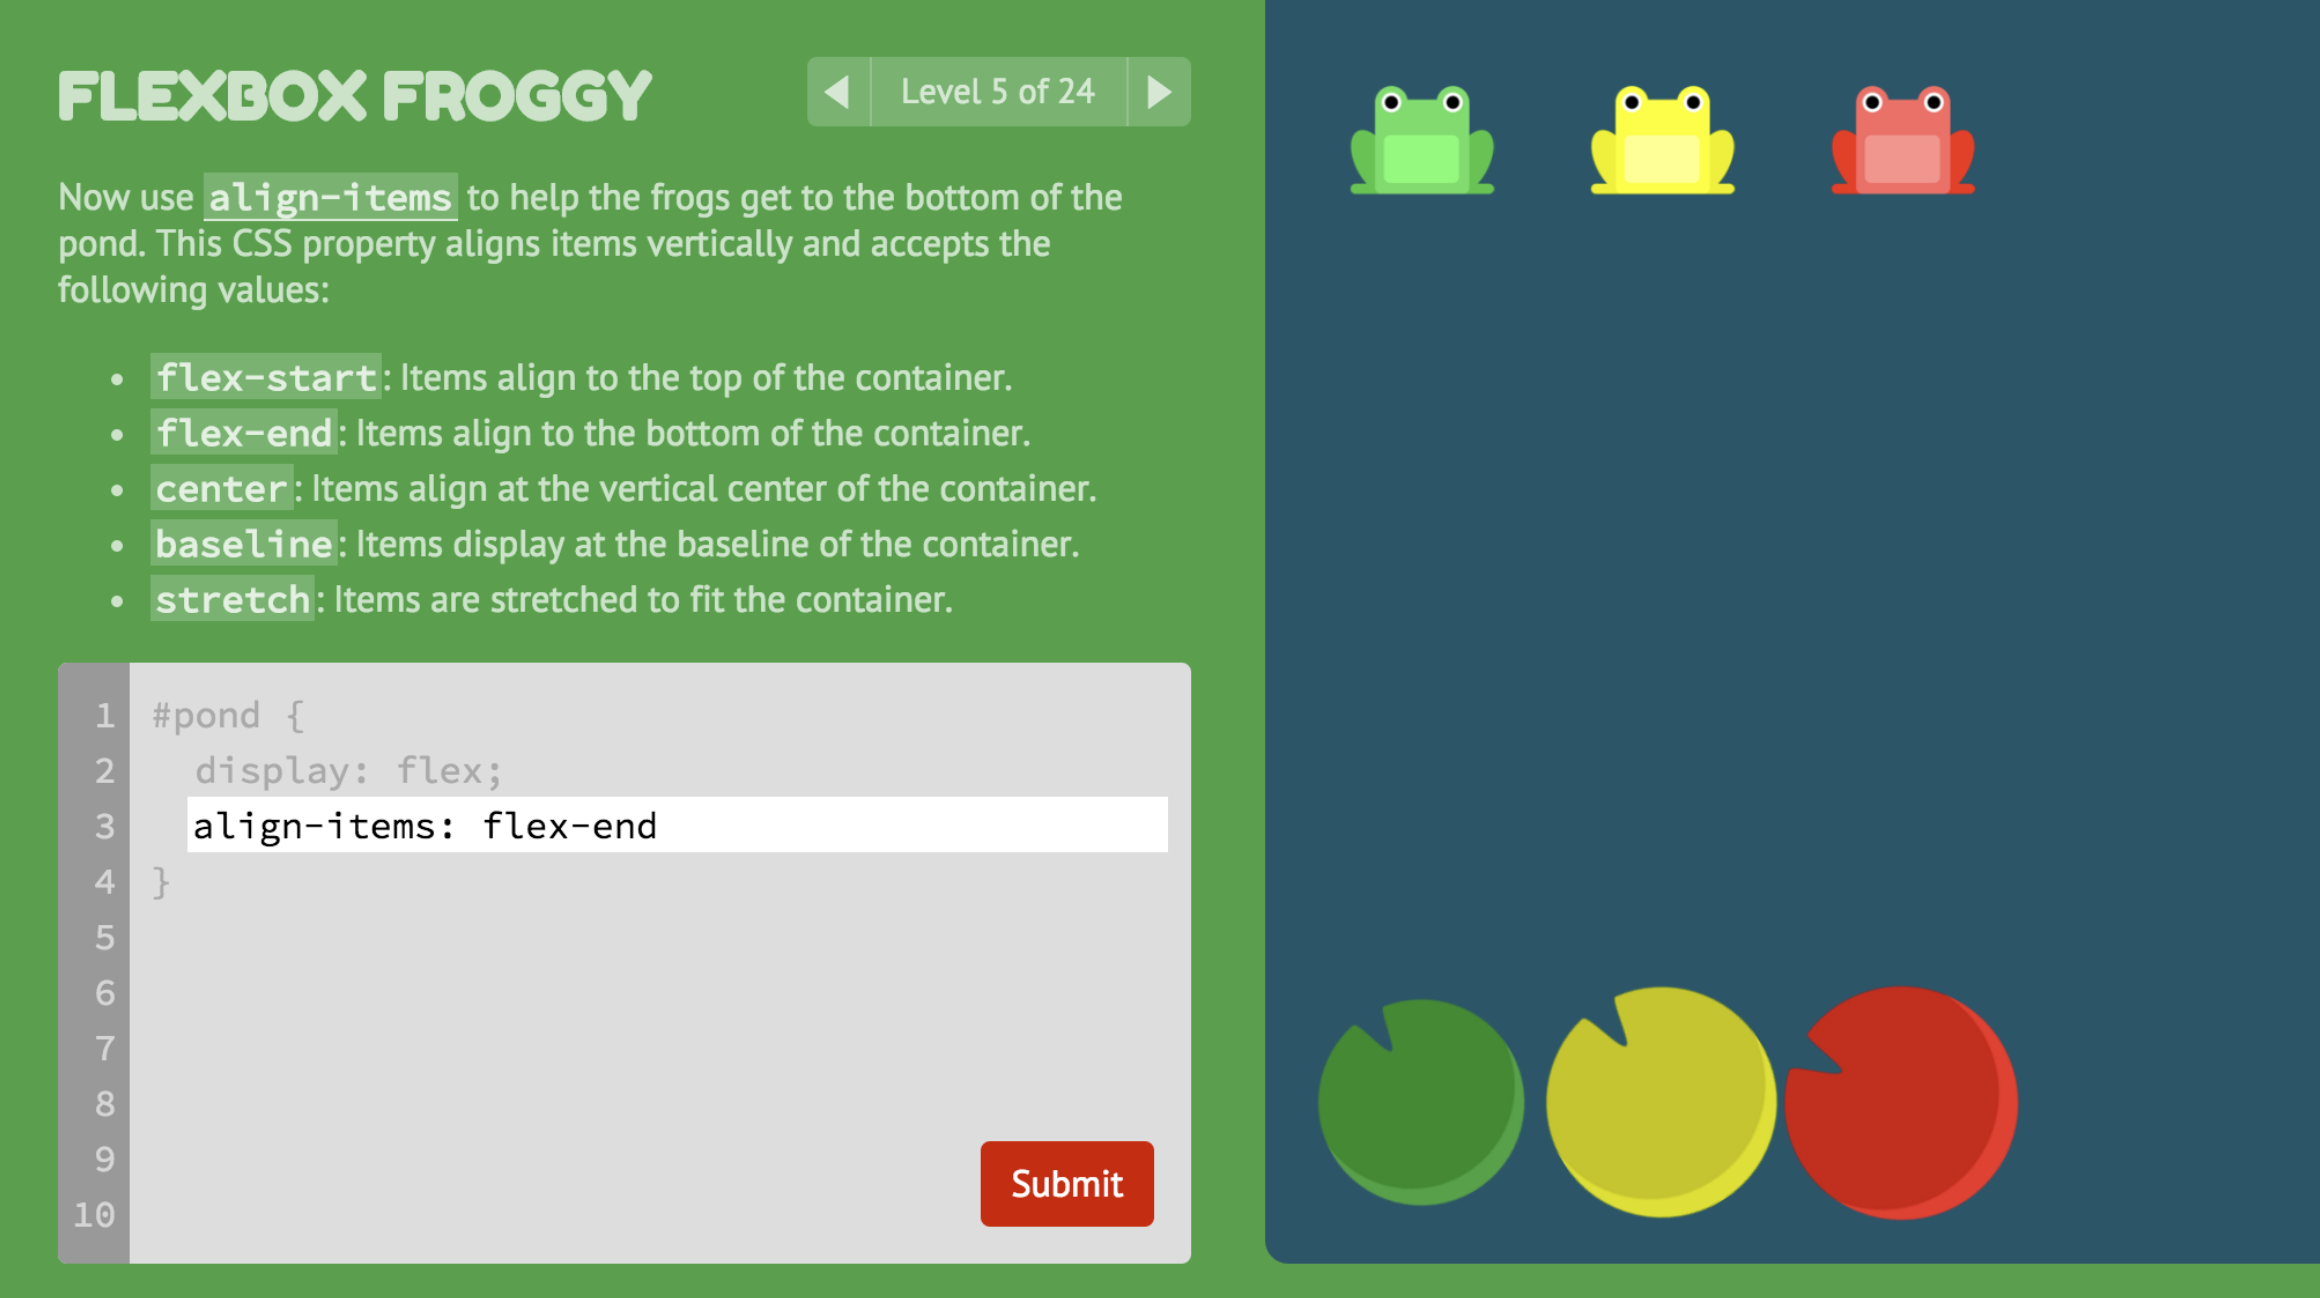 FLEXBOX FROGGY
Level 5 of 24
Now use align-items to help the frogs get to the bottom of the
pond. This CSS property aligns items vertically and accepts the
following values:
• flex-start: Items align to the top of the container.
• flex-end: Items align to the bottom of the container.
• center: Items align at the vertical center of the container.
• baseline: Items display at the baseline of the container.
• stretch: Items are stretched to fit the container.
1 #pond {
2 display: flex;
3 align-items: flex-end
4 }
5
6
7
8
9
10
Submit